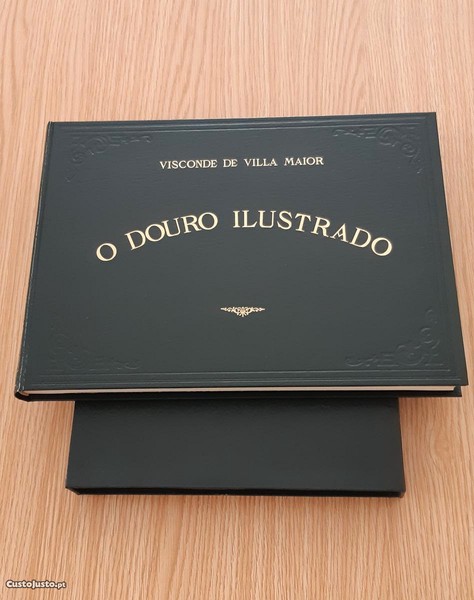 VISCONDE DE VILLA MAIOR
O DOURO ILUSTRADO
CustoJusto.pt